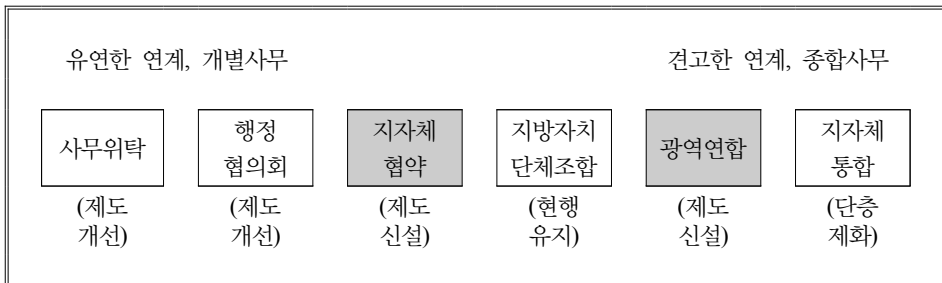 유연한 연계, 개별사무 견고한 연계, 종합사무
사무위탁
행정
협의회
지자체
협약
지방자치
단체조합
광역연합
지자체
통합
(제도
개선)
(제도
개선)
(제도
신설)
(현행
유지)
(제도
신설)
(단층
제화)